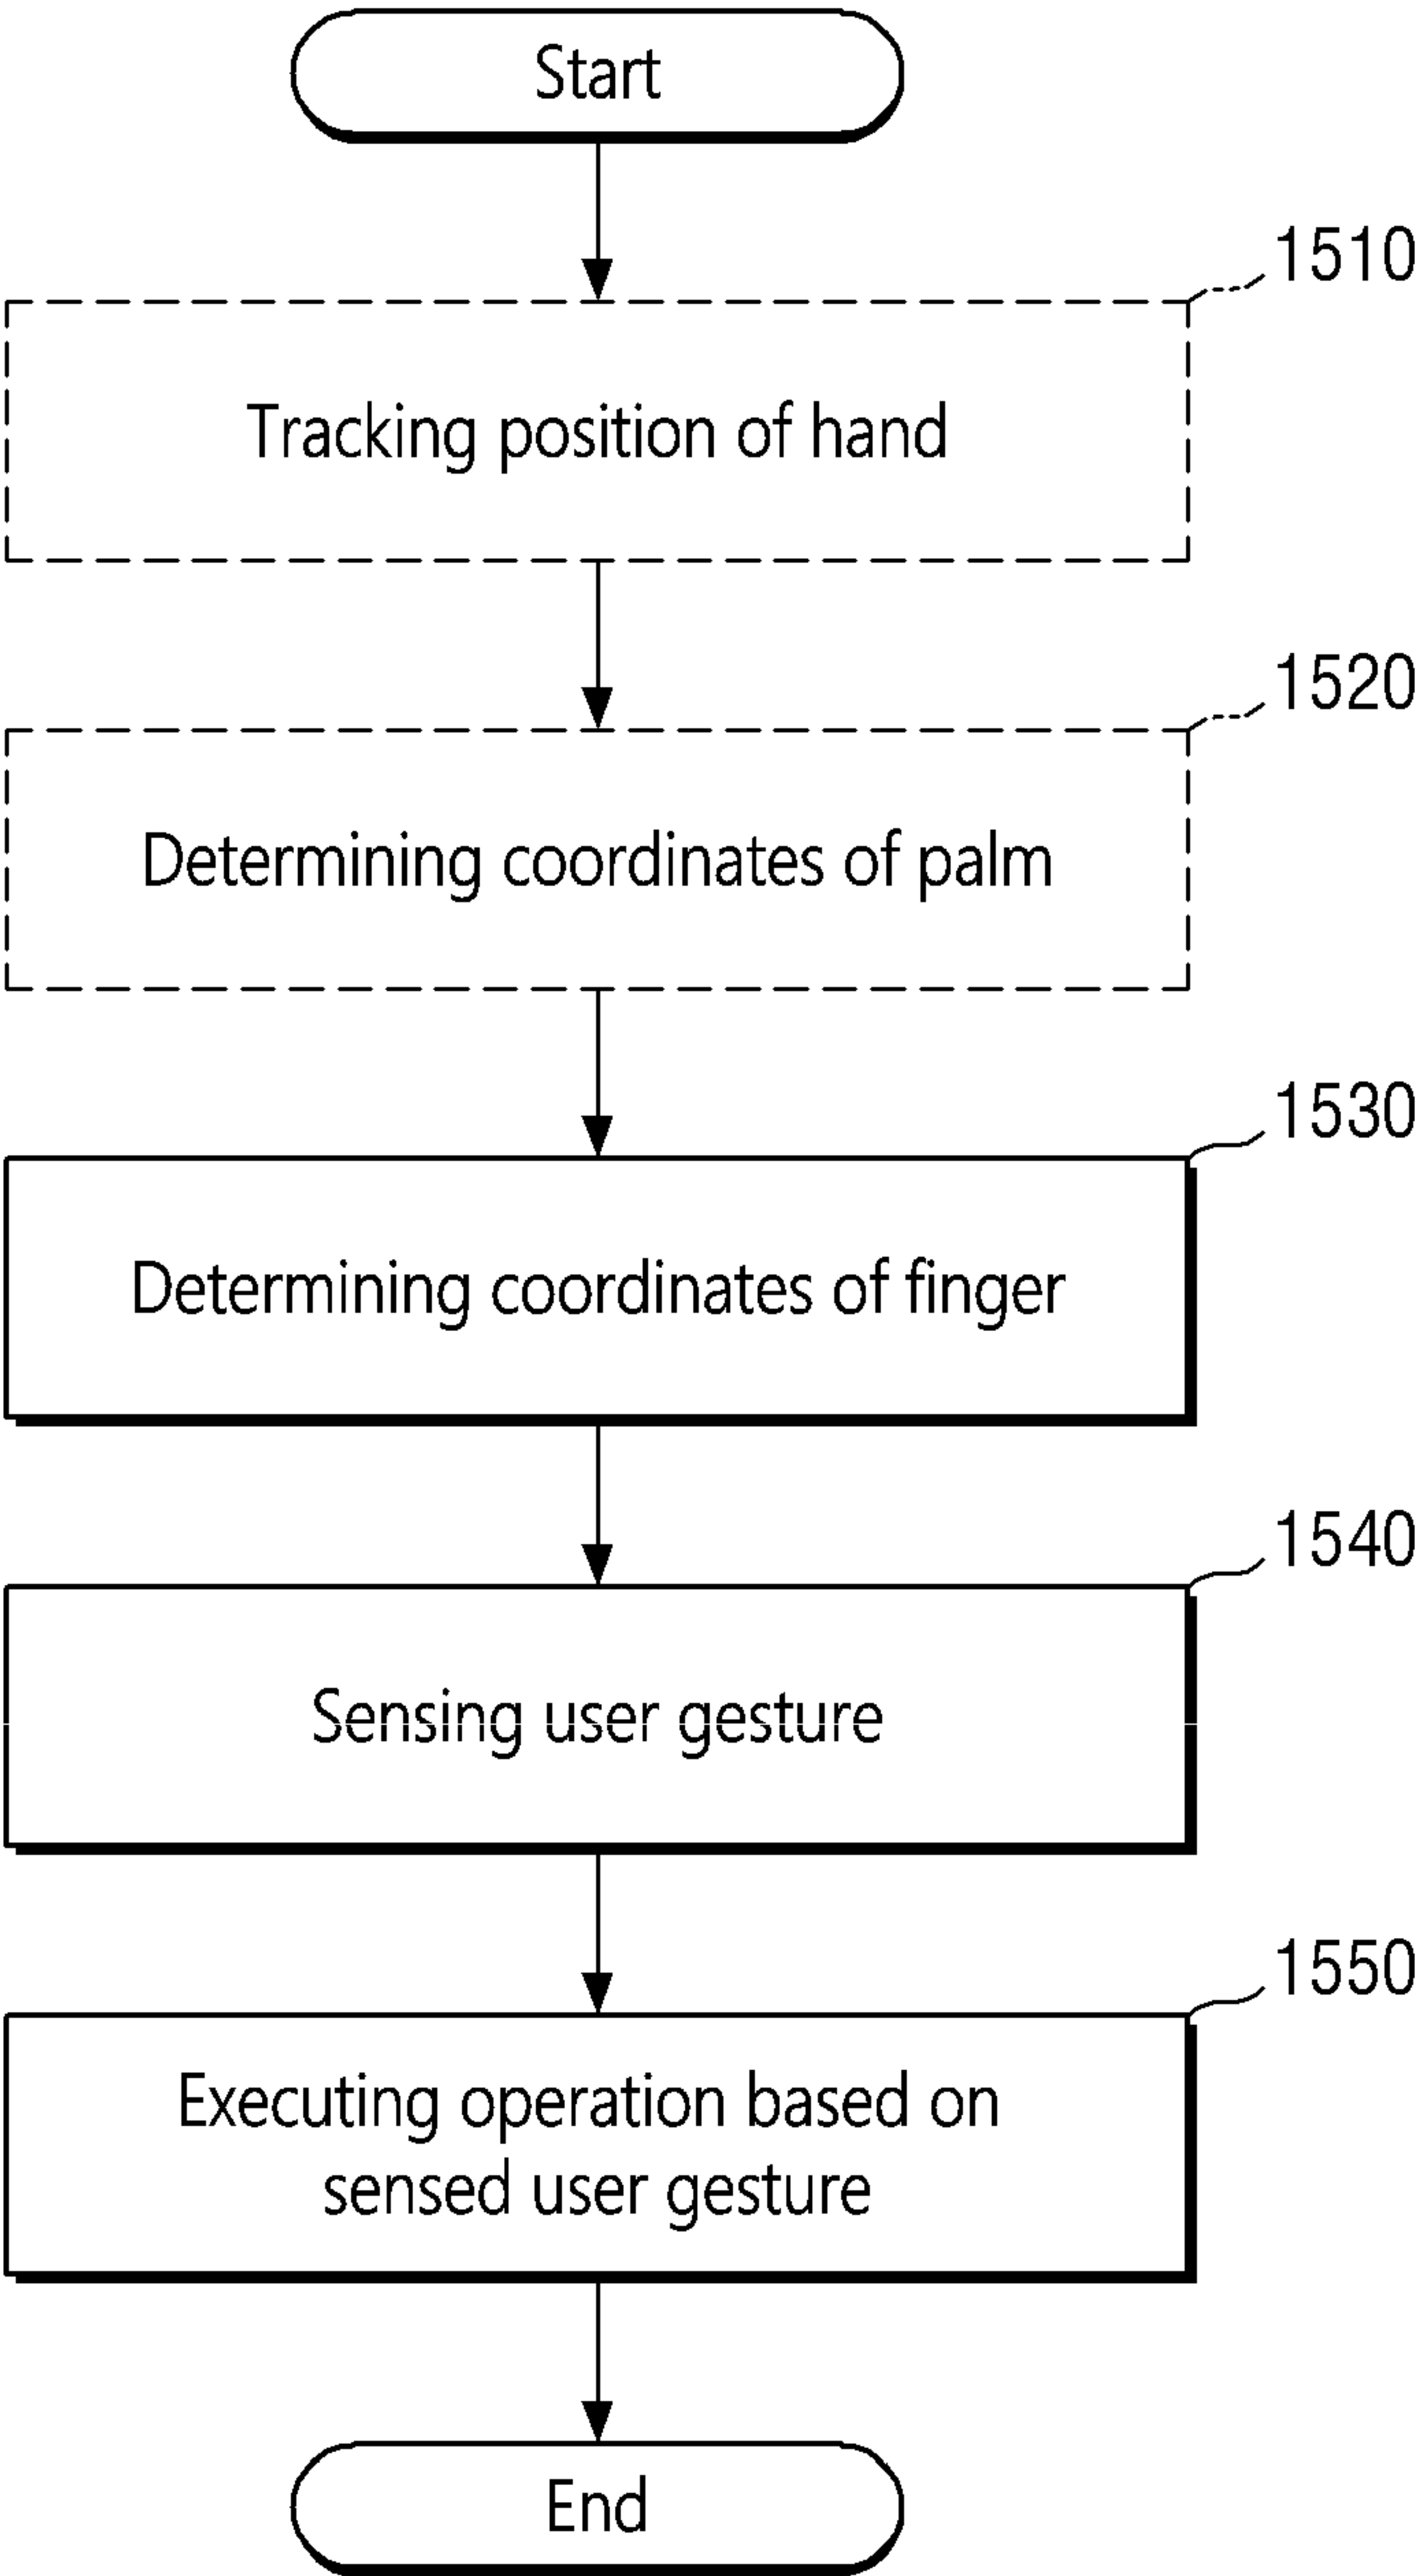 Start
1510
Tracking position of hand
1520
Determining coordinates of palm
1530
Determining coordinates of finger
1540
Sensing user gesture
1550
Executing operation based on
sensed user gesture
End